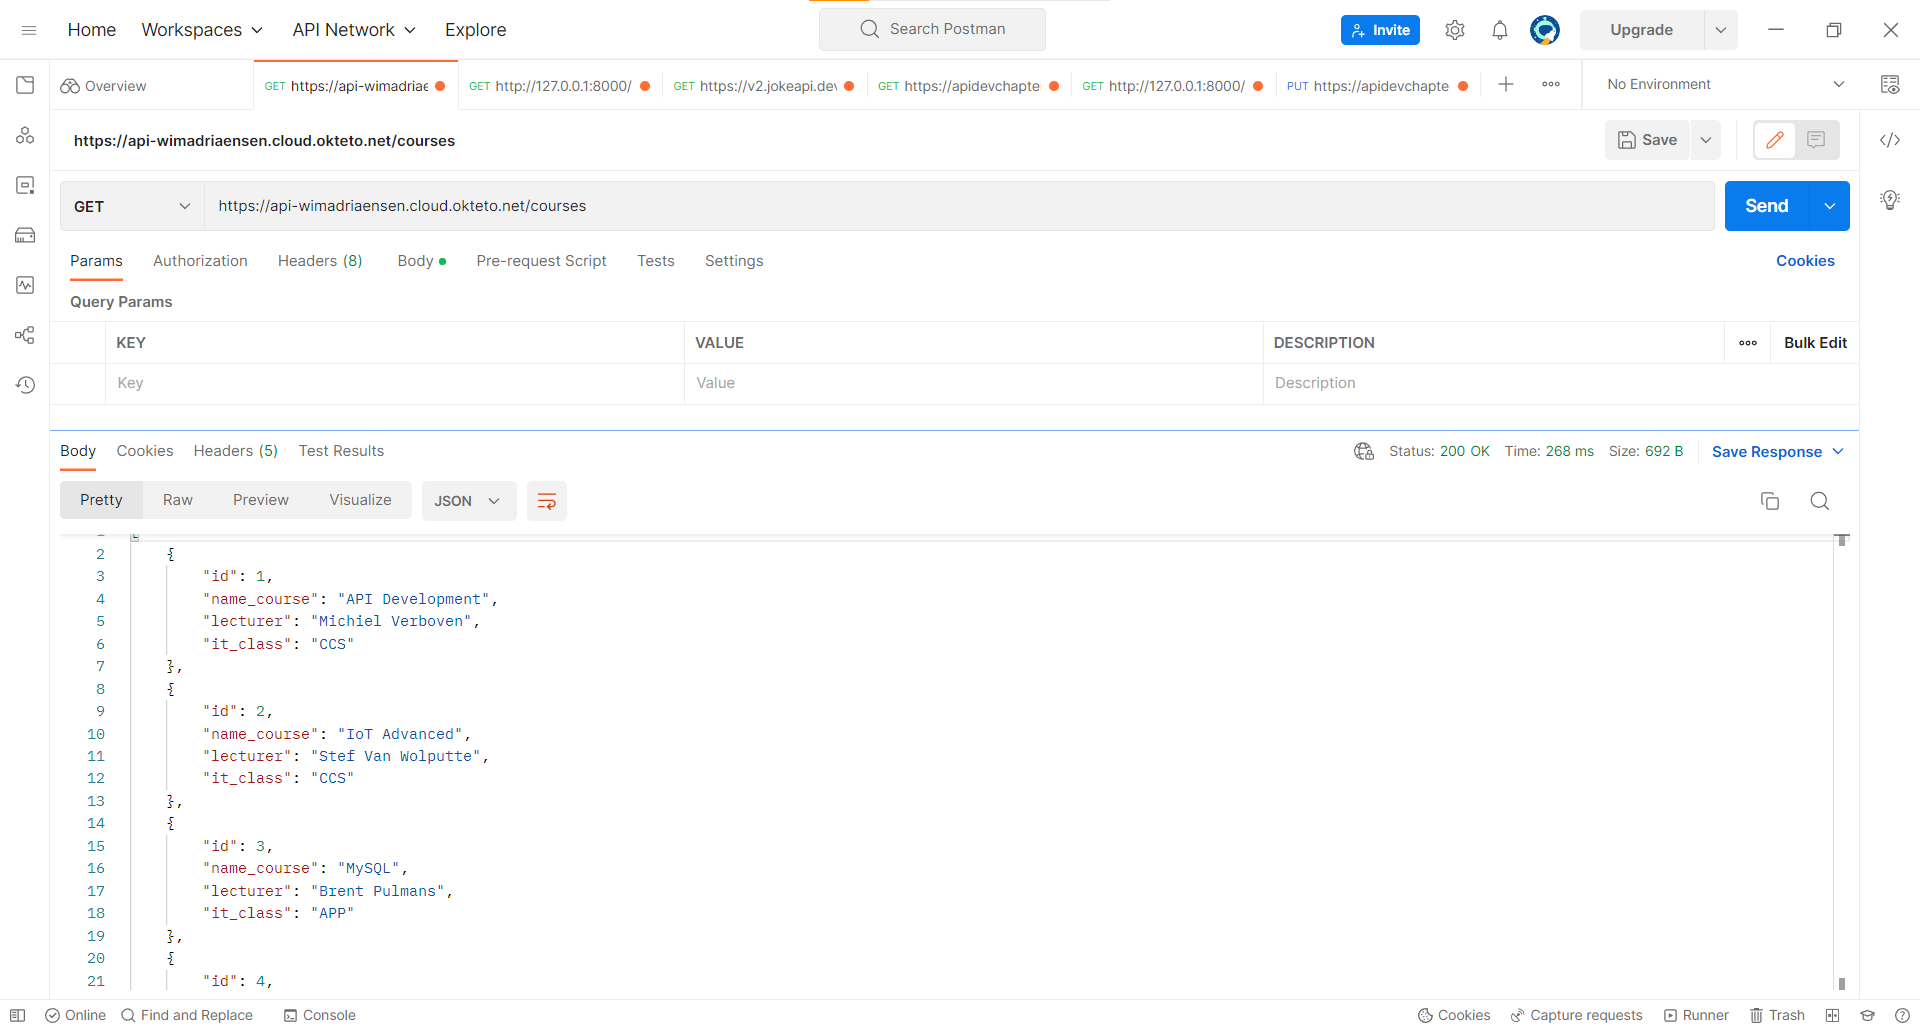 Home Workspaces API Network Explore Search Postman Invite Upgrade
Overview GET https://api-wimadriae GET http://127.0.0.1:8000/ GET https://v2.jokeapi.dev GET https://apidevchapte GET http://127.0.0.1:8000/ PUT https://apidevchapte No Environment
https://api-wimadriaensen.cloud.okteto.net/courses Save
GET https://api-wimadriaensen.cloud.okteto.net/courses Send
Params Authorization Headers (8) Body Pre-request Script Tests Settings Cookies
Query Params
KEY VALUE DESCRIPTION Bulk Edit
Key Value Description
Body Cookies Headers (5) Test Results Status: 200 OK Time: 268 ms Size: 692 B Save Response
Pretty Raw Preview Visualize JSON
1 [
2 {
3 "id": 1,
4 "name_course": "API Development",
5 "lecturer": "Michiel Verboven",
6 "it_class": "CCS"
7 },
8 {
9 "id": 2,
10 "name_course": "IoT Advanced",
11 "lecturer": "Stef Van Wolputte",
12 "it_class": "CCS"
13 },
14 {
15 "id": 3,
16 "name_course": "MySQL",
17 "lecturer": "Brent Pulmans",
18 "it_class": "APP"
19 },
20 {
21 "id": 4,
Online Find and Replace Console Cookies Capture requests Runner Trash